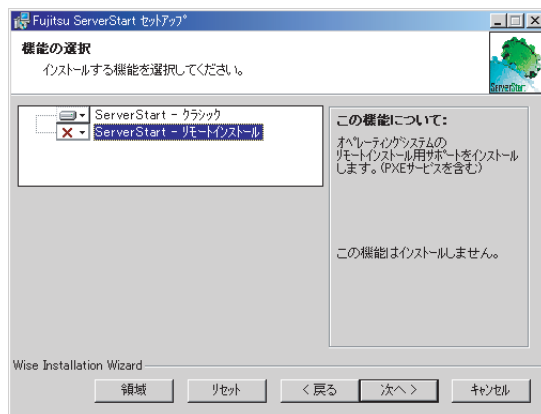 Fujitsu ServerStart ｾｯﾄｱｯﾌﾟ
機能の選択
ｲﾝｽﾄｰﾙする機能を選択してください。
ServerStart
ServerStart - ｸﾗｼｯｸ
ServerStart - ﾘﾓｰﾄｲﾝｽﾄｰﾙ
この機能について:
ｵﾍﾟﾚｰﾃｨﾝｸﾞｼｽﾃﾑの
ﾘﾓｰﾄｲﾝｽﾄｰﾙ用ｻﾎﾟｰﾄをｲﾝｽﾄｰﾙ
します。(PXEｻｰﾋﾞｽを含む)
この機能はｲﾝｽﾄｰﾙしません。
Wise Installation Wizard
領域
ﾘｾｯﾄ
< 戻る
次へ >
ｷｬﾝｾﾙ